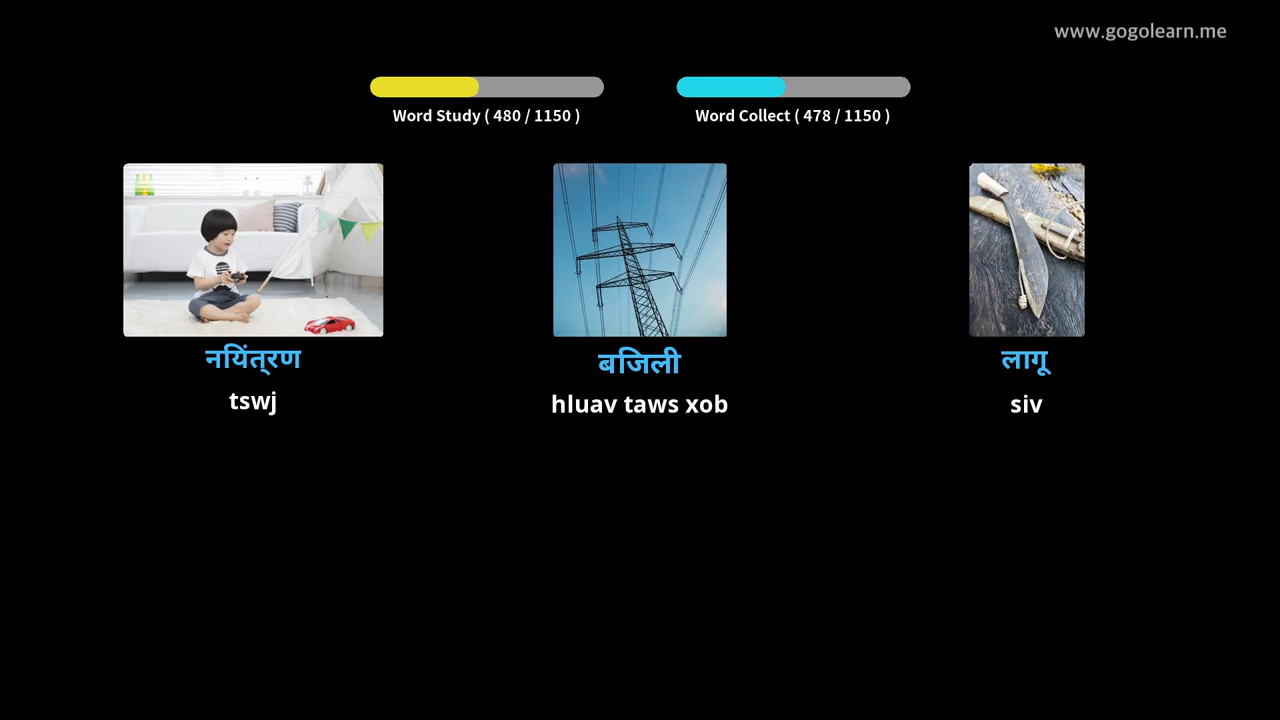 www.gogolearn.me
Word Study ( 480 / 1150 )
Word Collect ( 478 / 1150 )
नयिंत्रण
बजिली
लागू
tswj
hluav taws xob
siv